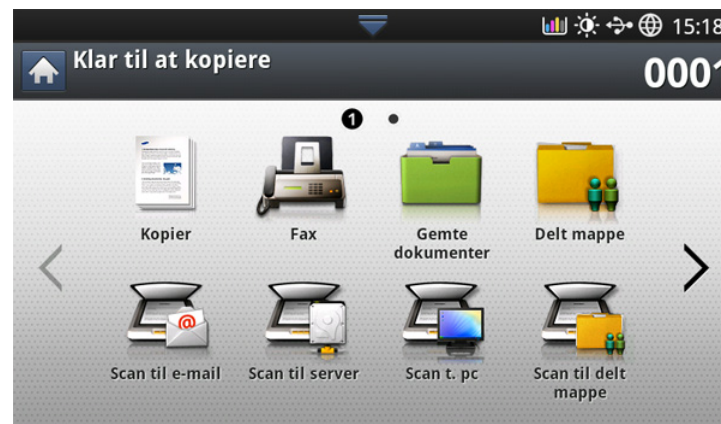 15:18
Klar til at kopiere
0001
1
Kopier
Fax
Gemte
dokumenter
Delt mappe
@
Scan til e-mail
Scan til server
Scan t. pc
Scan til delt
mappe